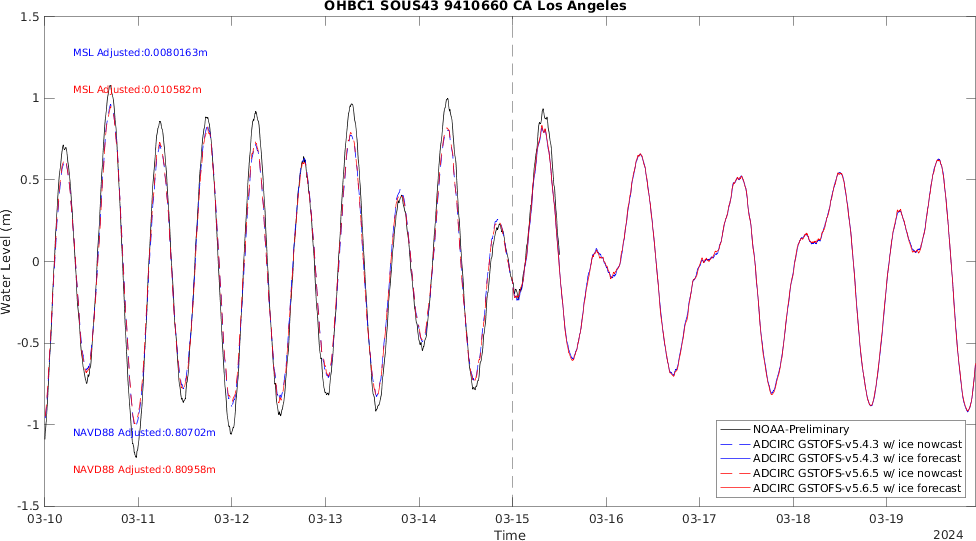 OHBC1 SOUS43 9410660 CA Los Angeles
1.5
1
0.5
0
-0.5
-1
-1.5
Water Level (m)
MSL Adjusted:0.0080163m
MSL Adjusted:0.010582m
NAVD88 Adjusted:0.80702m
NAVD88 Adjusted:0.80958m
NOAA-Preliminary
ADCIRC GSTOFS-v5.4.3 w/ ice nowcast
ADCIRC GSTOFS-v5.4.3 w/ ice forecast
ADCIRC GSTOFS-v5.6.5 w/ ice nowcast
ADCIRC GSTOFS-v5.6.5 w/ ice forecast
03-10 03-11 03-12 03-13 03-14 03-15 03-16 03-17 03-18 03-19
Time
2024